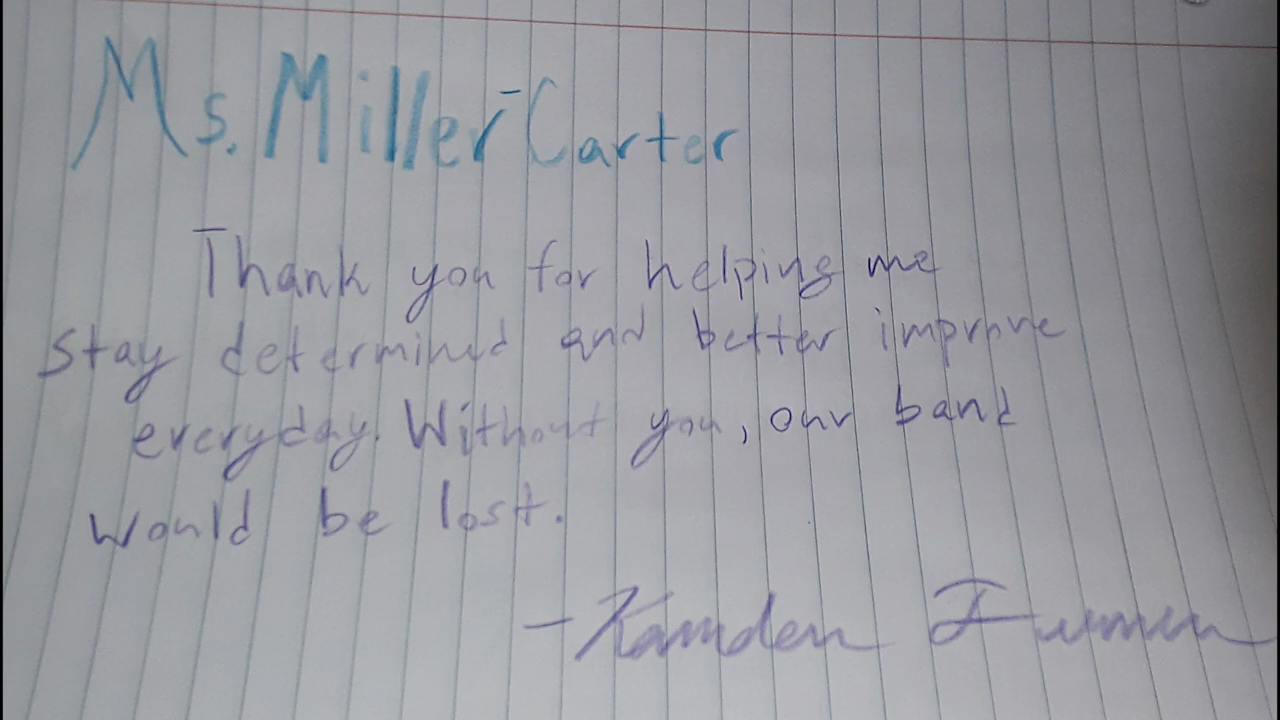 Ms. Miller-Carter
Thank you for helping me
stay determined and better improve
everyday. Without you, our band
would be lost.
-Kamden